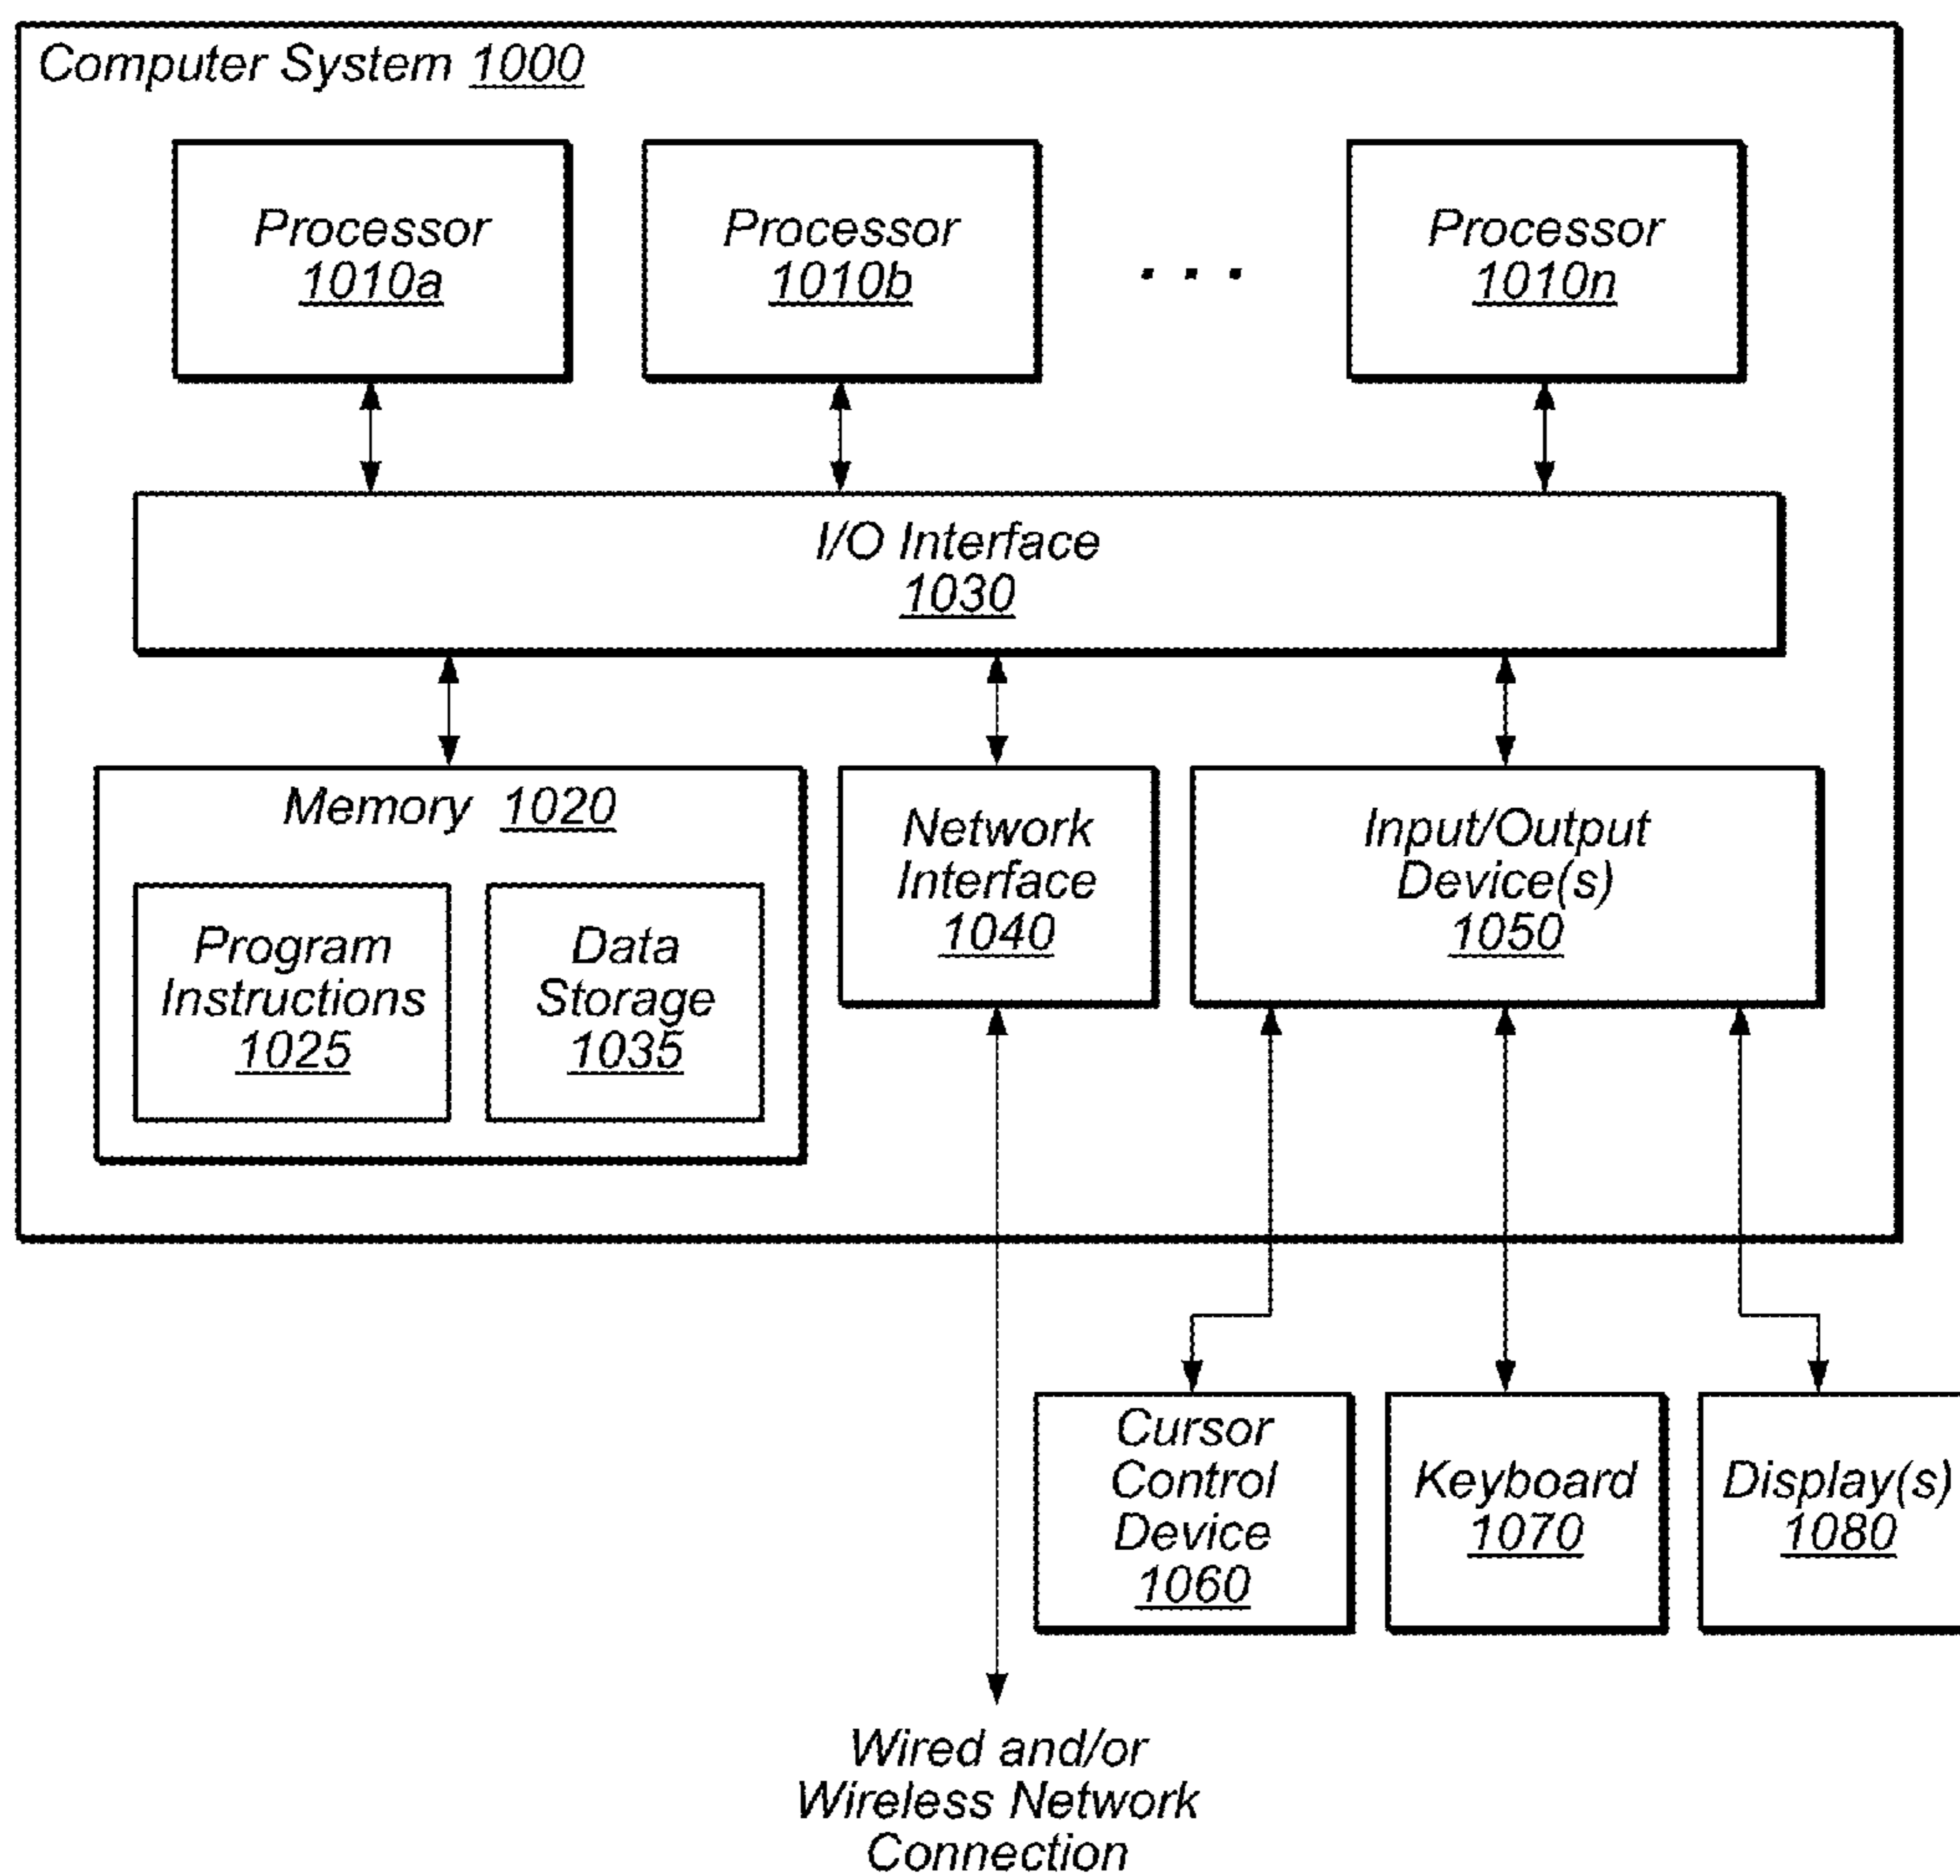 Computer System 1000
Processor
1010a
Processor
1010b
. . .
Processor
1010n
I/O Interface
1030
Memory 1020
Program
Instructions
1025
Data
Storage
1035
Network
Interface
1040
Input/Output
Device(s)
1050
Cursor
Control
Device
1060
Keyboard
1070
Display(s)
1080
Wired and/or
Wireless Network
Connection